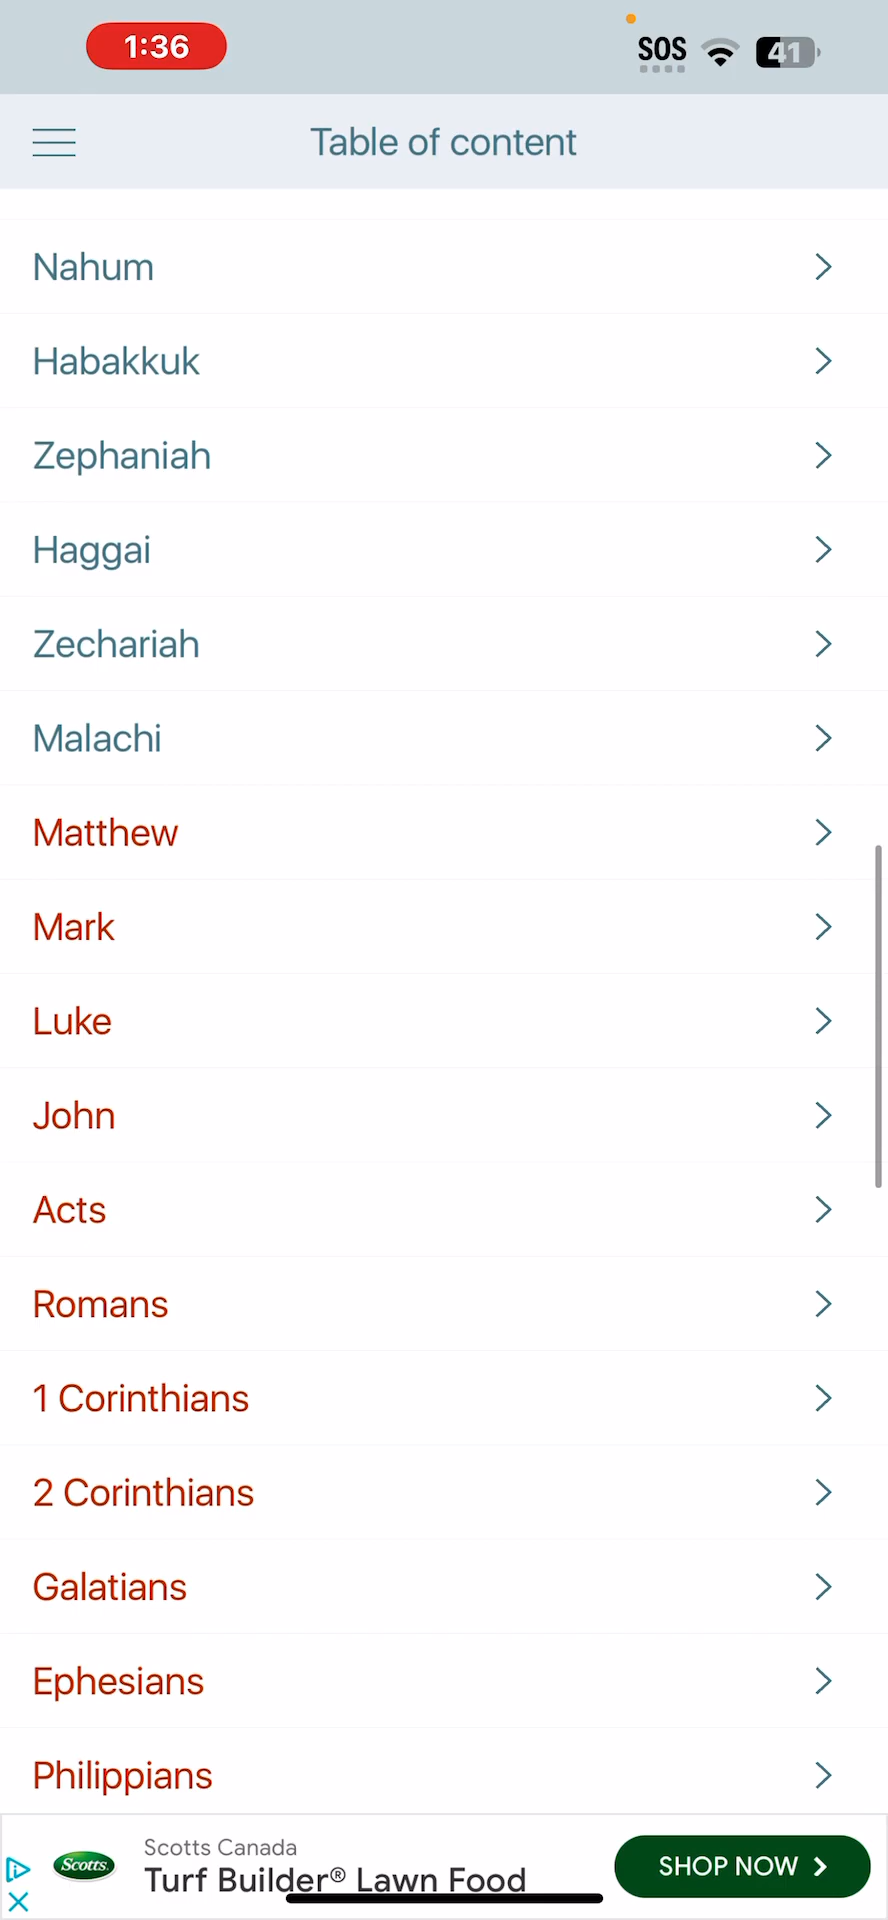 1:36
SOS
41
Table of content
Nahum
Habakkuk
Zephaniah
Haggai
Zechariah
Malachi
Matthew
Mark
Luke
John
Acts
Romans
1 Corinthians
2 Corinthians
Galatians
Ephesians
Philippians
Scotts
Scotts Canada
Turf Builder® Lawn Food
SHOP NOW